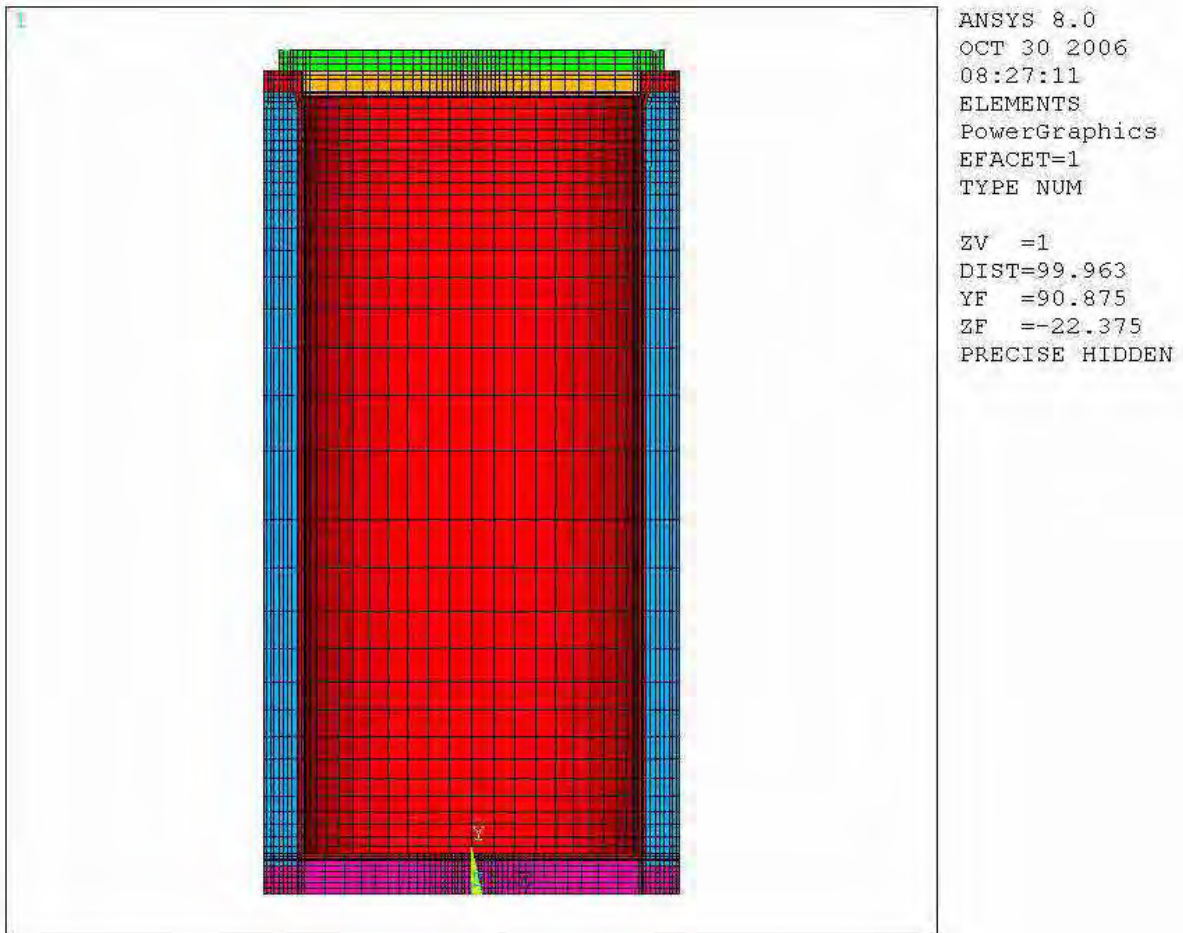 1
ANSYS 8.0
OCT 30 2006
08:27:11
ELEMENTS
PowerGraphics
EFACET=1
TYPE NUM
ZV =1
DIST=99.963
YF =90.875
ZF =-22.375
PRECISE HIDDEN
Y